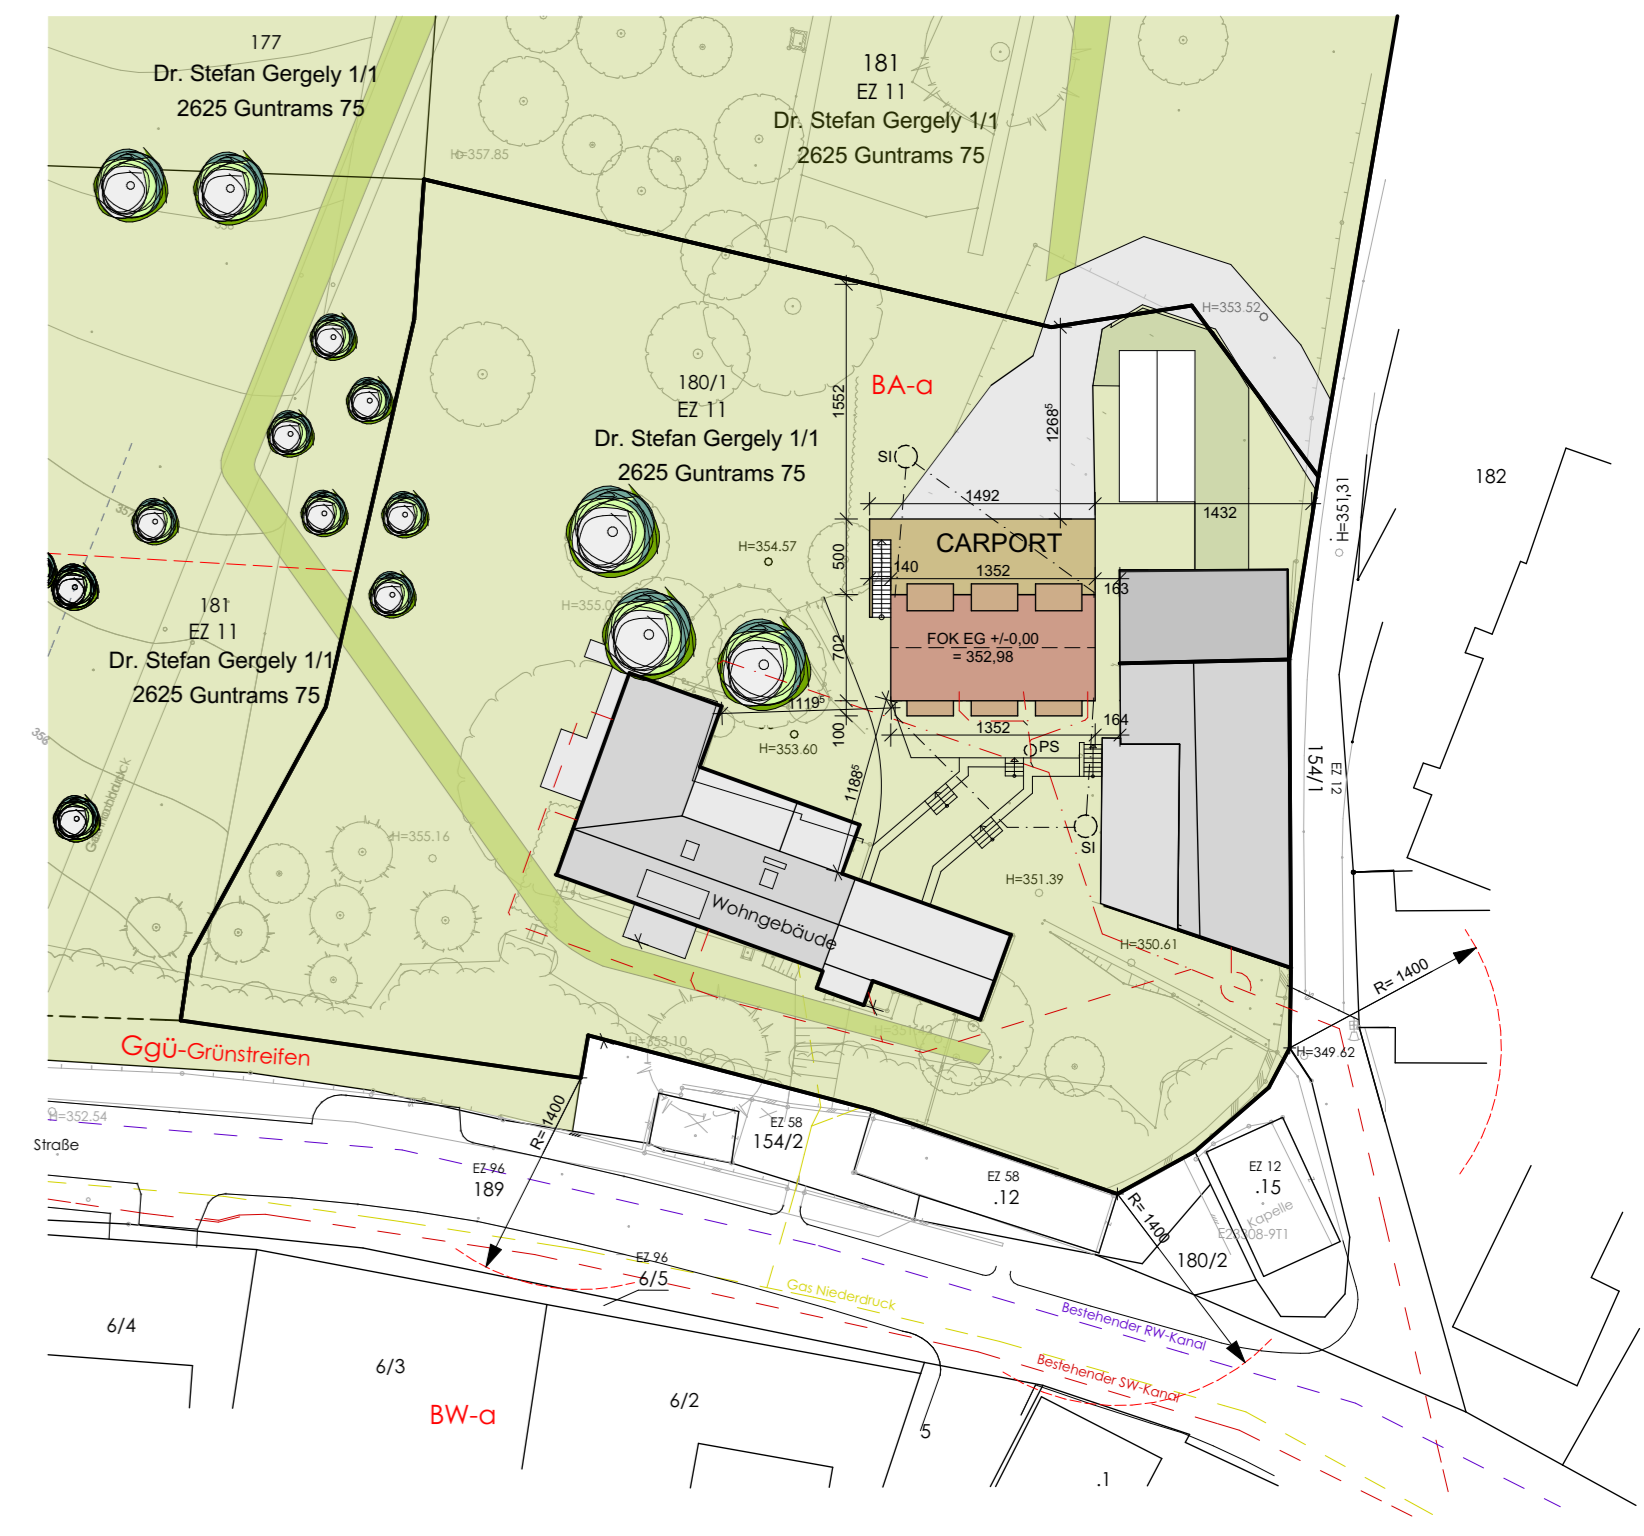 177
Dr. Stefan Gergely 1/1
2625 Guntrams 75
181
EZ 11
Dr. Stefan Gergely 1/1
2625 Guntrams 75
H=357.85
H=353.52
180/1
EZ 11
Dr. Stefan Gergely 1/1
2625 Guntrams 75
BA-a
1552
1268⁵
SI
1492
1432
H=351,31
182
357
H=354.57
500
CARPORT
140
1352
163
181
EZ 11
Dr. Stefan Gergely 1/1
2625 Guntrams 75
702
FOK EG +/-0,00
= 352,98
1119⁵
100
1352
164
356
H=353.60
PS
1188⁵
154/1
EZ 12
H=355.16
SI
H=351.39
Wohngebäude
H=350.61
R= 1400
Ggü-Grünstreifen
H=353.10
H=349.62
H=352.54
Straße
R= 1400
EZ 58
154/2
EZ 96
189
EZ 58
.12
EZ 12
.15
Kapelle
R= 1400
180/2
EZ 96
6/5
Gas Niederdruck
Bestehender RW-Kanal
Bestehender SW-Kanal
6/4
6/3
6/2
BW-a
5
.1